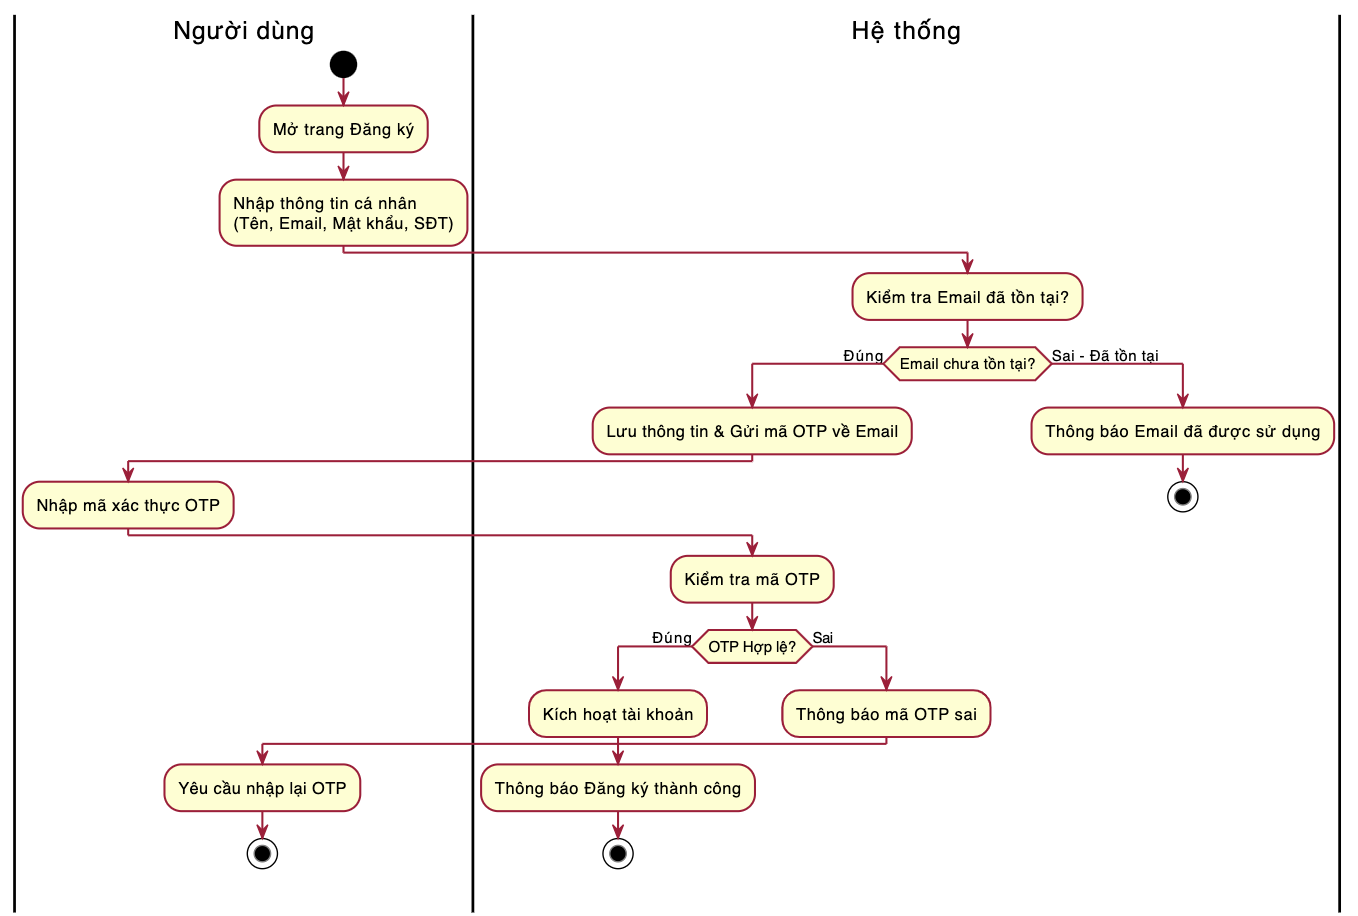 Người dùng
Hệ thống
Mở trang Đăng ký
Nhập thông tin cá nhân
(Tên, Email, Mật khẩu, SĐT)
Kiểm tra Email đã tồn tại?
Đúng
Email chưa tồn tại?
Sai - Đã tồn tại
Lưu thông tin & Gửi mã OTP về Email
Thông báo Email đã được sử dụng
Nhập mã xác thực OTP
Kiểm tra mã OTP
Đúng
OTP Hợp lệ?
Sai
Kích hoạt tài khoản
Thông báo mã OTP sai
Yêu cầu nhập lại OTP
Thông báo Đăng ký thành công